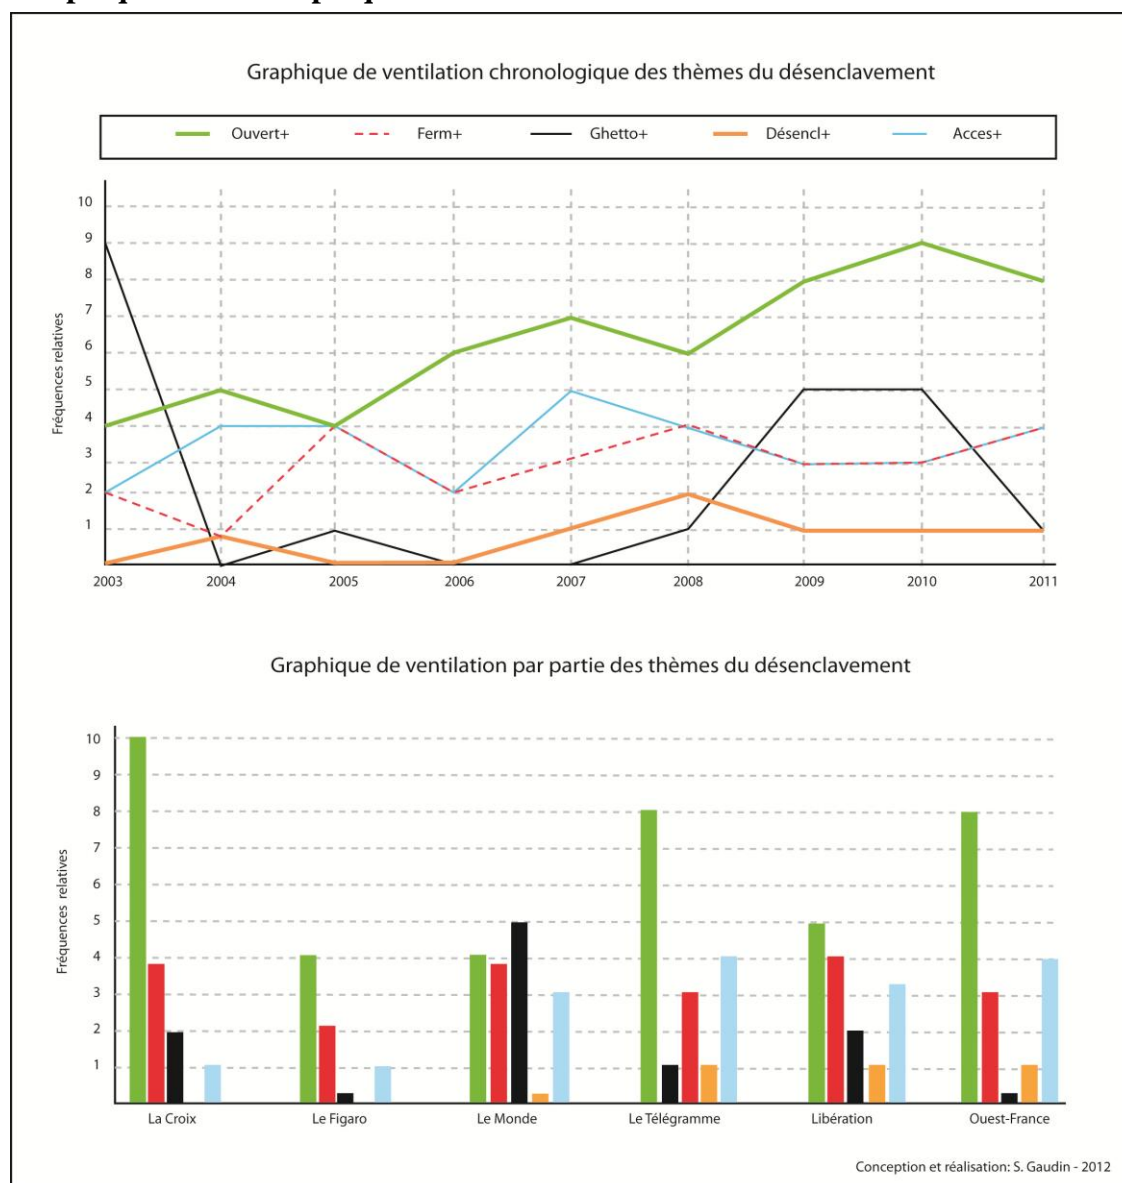 Graphique de ventilation chronologique des thèmes du désenclavement
Ouvert+ Ferm+ Ghetto+ Désencl+ Acces+
Fréquences relatives
10
9
8
7
6
5
4
3
2
1
2003 2004 2005 2006 2007 2008 2009 2010 2011
Graphique de ventilation par partie des thèmes du désenclavement
Fréquences relatives
10
9
8
7
6
5
4
3
2
1
La Croix Le Figaro Le Monde Le Télégramme Libération Ouest-France
Conception et réalisation: S. Gaudin - 2012